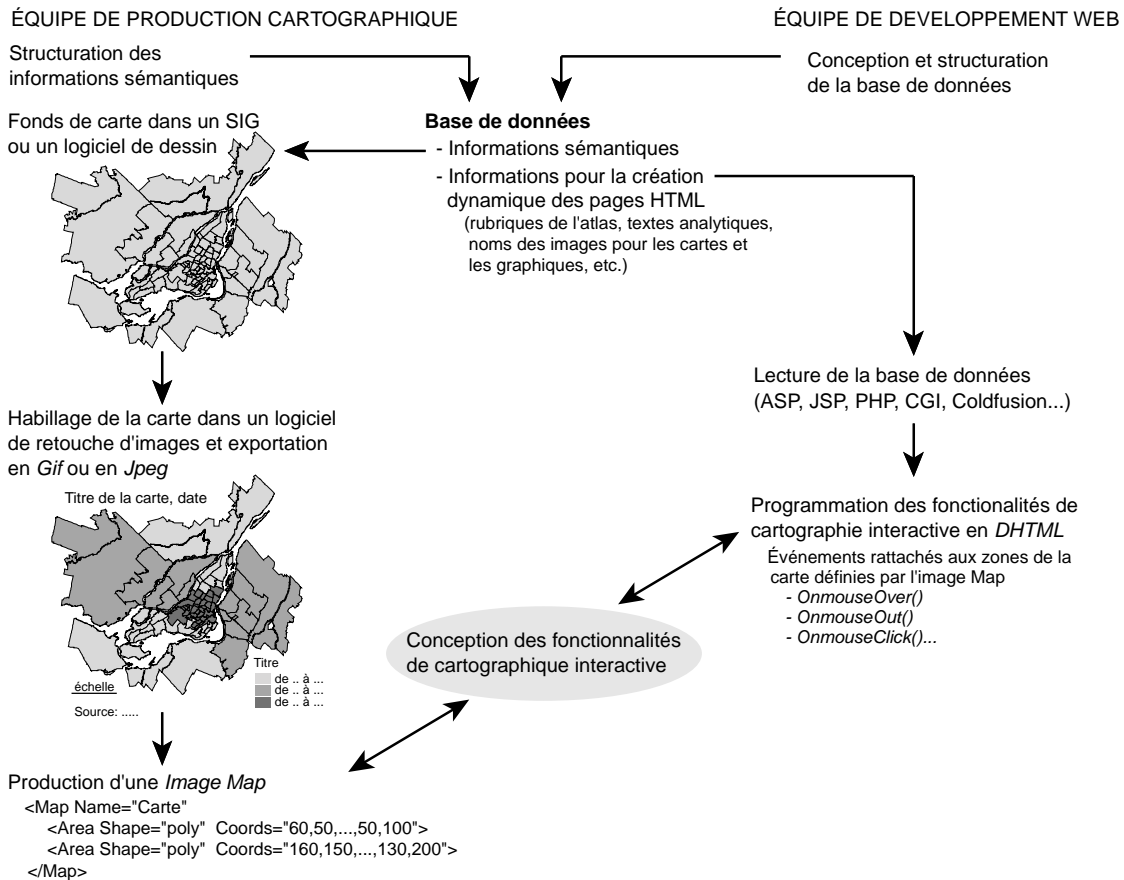 ÉQUIPE DE PRODUCTION CARTOGRAPHIQUE
ÉQUIPE DE DEVELOPPEMENT WEB
Structuration des
informations sémantiques
Conception et structuration
de la base de données
Fonds de carte dans un SIG
ou un logiciel de dessin
Base de données
- Informations sémantiques
- Informations pour la création
dynamique des pages HTML
(rubriques de l'atlas, textes analytiques,
noms des images pour les cartes et
les graphiques, etc.)
Lecture de la base de données
(ASP, JSP, PHP, CGI, Coldfusion...)
Habillage de la carte dans un logiciel
de retouche d'images et exportation
en Gif ou en Jpeg
Titre de la carte, date
Titre
de .. à ...
de .. à ...
de .. à ...
échelle
Source: .....
Programmation des fonctionalités de
cartographie interactive en DHTML
Événements rattachés aux zones de la
carte définies par l'image Map
- OnmouseOver()
- OnmouseOut()
- OnmouseClick()...
Conception des fonctionnalités
de cartographique interactive
Production d'une Image Map
<Map Name="Carte"
<Area Shape="poly" Coords="60,50,...,50,100">
<Area Shape="poly" Coords="160,150,...,130,200">
</Map>